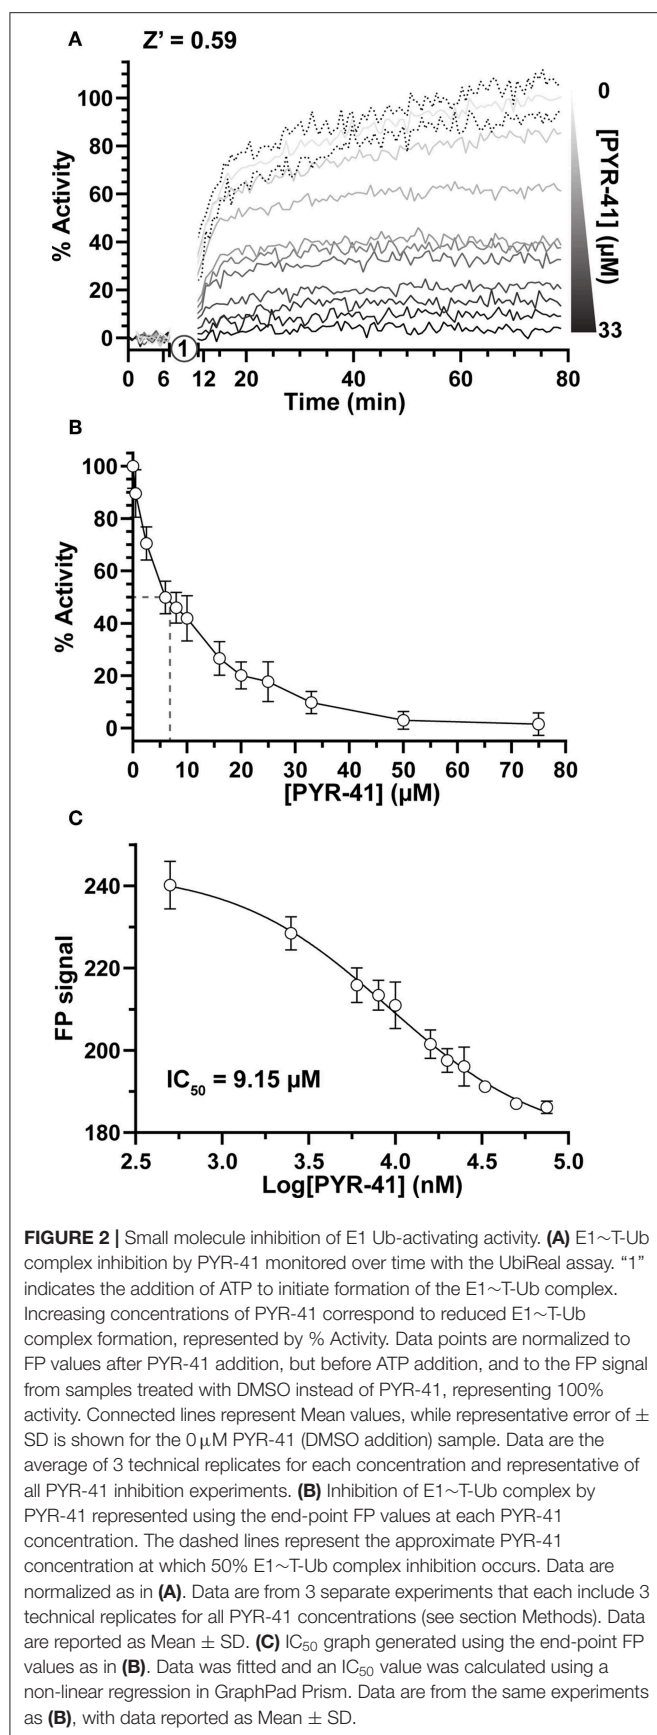 A
Z' = 0.59
100
80
60
40
20
0
% Activity
1
0 6 12 20 40 60 80
Time (min)
0
[PYR-41] (µM)
33
B
100
80
60
40
20
0
% Activity
0 10 20 30 40 50 60 70 80
[PYR-41] (µM)
C
240
220
200
180
FP signal
IC50 = 9.15 µM
2.5 3.0 3.5 4.0 4.5 5.0
Log[PYR-41] (nM)
FIGURE 2 | Small molecule inhibition of E1 Ub-activating activity. (A) E1~T-Ub
complex inhibition by PYR-41 monitored over time with the UbiReal assay. “1”
indicates the addition of ATP to initiate formation of the E1~T-Ub complex.
Increasing concentrations of PYR-41 correspond to reduced E1~T-Ub
complex formation, represented by % Activity. Data points are normalized to
FP values after PYR-41 addition, but before ATP addition, and to the FP signal
from samples treated with DMSO instead of PYR-41, representing 100%
activity. Connected lines represent Mean values, while representative error of ±
SD is shown for the 0 µM PYR-41 (DMSO addition) sample. Data are the
average of 3 technical replicates for each concentration and representative of
all PYR-41 inhibition experiments. (B) Inhibition of E1~T-Ub complex by
PYR-41 represented using the end-point FP values at each PYR-41
concentration. The dashed lines represent the approximate PYR-41
concentration at which 50% E1~T-Ub complex inhibition occurs. Data are
normalized as in (A). Data are from 3 separate experiments that each include 3
technical replicates for all PYR-41 concentrations (see section Methods). Data
are reported as Mean ± SD. (C) IC50 graph generated using the end-point FP
values as in (B). Data was fitted and an IC50 value was calculated using a
non-linear regression in GraphPad Prism. Data are from the same experiments
as (B), with data reported as Mean ± SD.